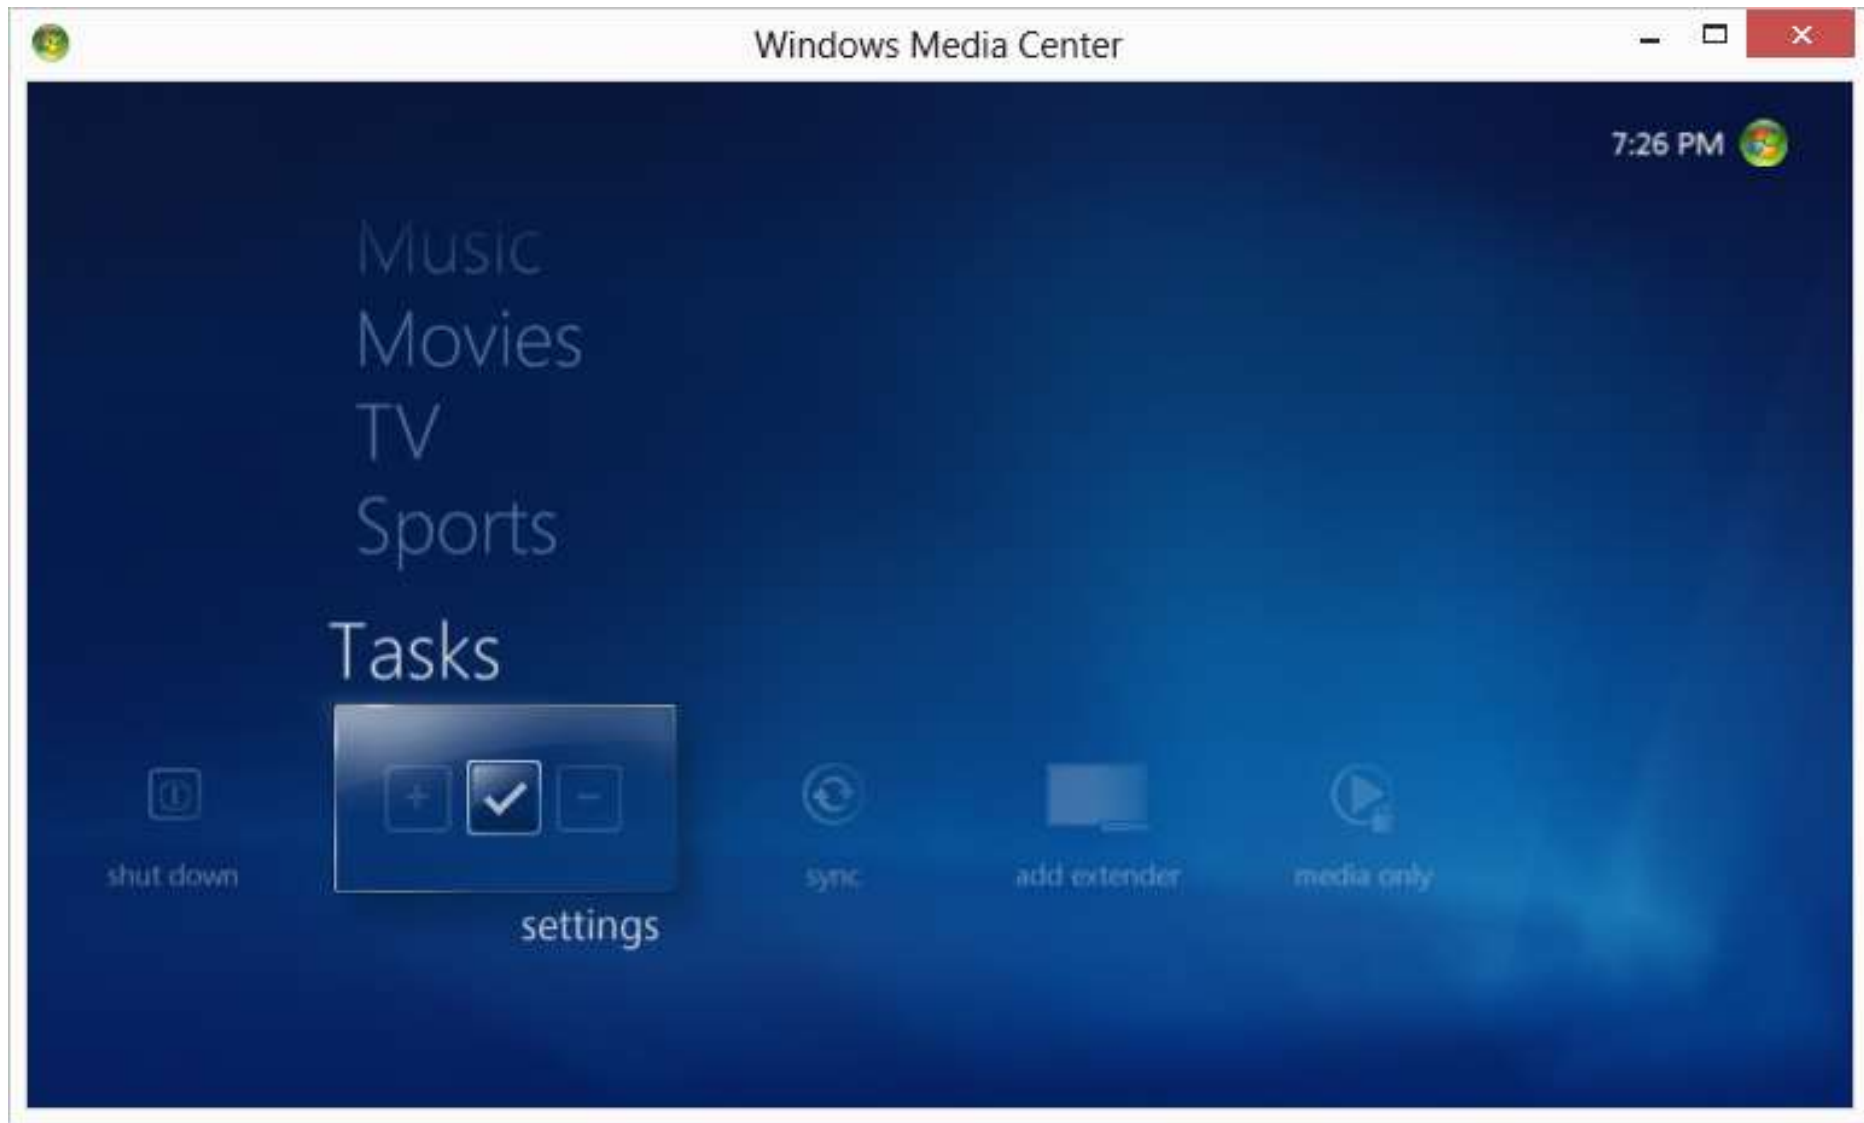 Windows Media Center
7:26 PM
Music
Movies
TV
Sports
Tasks
shut down
settings
sync
add extender
media only